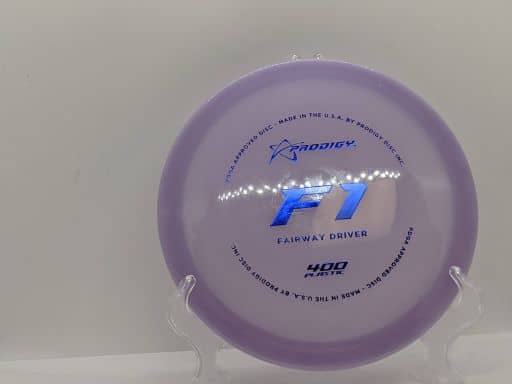 PDGA APPROVED DISC - MADE IN THE U.S.A. BY PRODIGY DISC INC.
PRODIGY
F1
FAIRWAY DRIVER
400
PLASTIC
PDGA APPROVED DISC - MADE IN THE U.S.A. BY PRODIGY DISC INC.